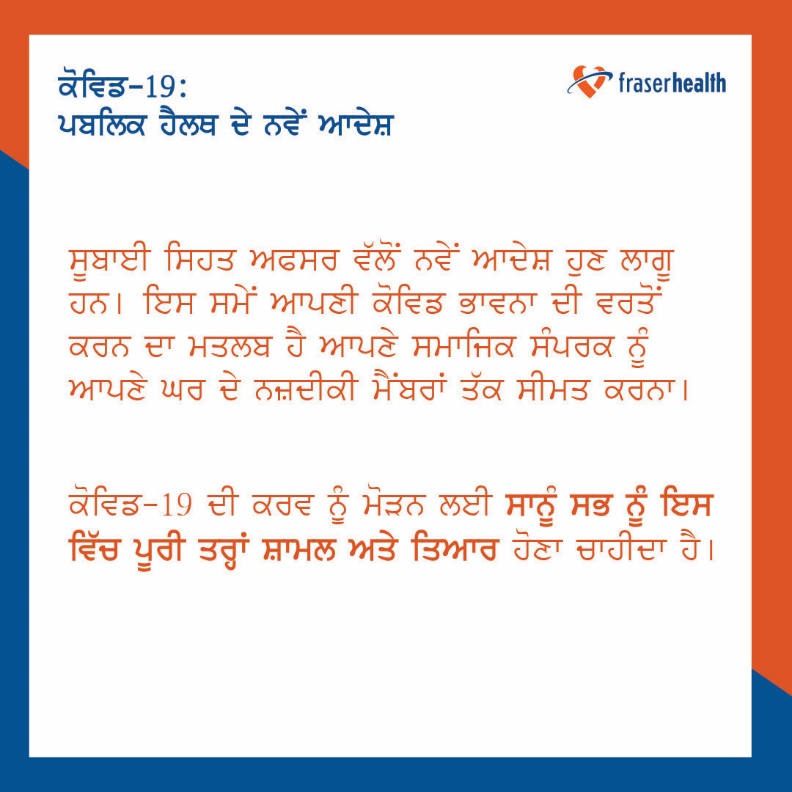 ਕੋਵਿਡ-19:
ਪਬਲਿਕ ਹੈਲਥ ਦੇ ਨਵੇਂ ਆਦੇਸ਼
fraserhealth
ਸੂਬਾਈ ਸਿਹਤ ਅਫਸਰ ਵੱਲੋਂ ਨਵੇਂ ਆਦੇਸ਼ ਹੁਣ ਲਾਗੂ
ਹਨ। ਇਸ ਸਮੇਂ ਆਪਣੀ ਕੋਵਿਡ ਭਾਵਨਾ ਦੀ ਵਰਤੋਂ
ਕਰਨ ਦਾ ਮਤਲਬ ਹੈ ਆਪਣੇ ਸਮਾਜਿਕ ਸੰਪਰਕ ਨੂੰ
ਆਪਣੇ ਘਰ ਦੇ ਨਜ਼ਦੀਕੀ ਮੈਂਬਰਾਂ ਤੱਕ ਸੀਮਤ ਕਰਨਾ।
ਕੋਵਿਡ-19 ਦੀ ਕਰਵ ਨੂੰ ਮੋੜਨ ਲਈ ਸਾਨੂੰ ਸਭ ਨੂੰ ਇਸ
ਵਿੱਚ ਪੂਰੀ ਤਰ੍ਹਾਂ ਸ਼ਾਮਲ ਅਤੇ ਤਿਆਰ ਹੋਣਾ ਚਾਹੀਦਾ ਹੈ।